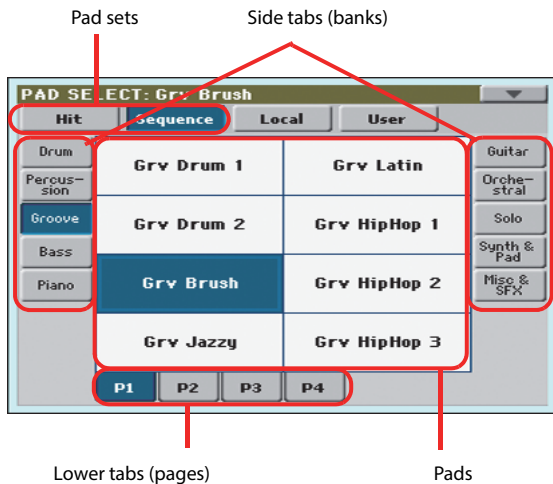 Pad sets
Side tabs (banks)
PAD SELECT: Grv Brush
Hit
Sequence
Local
User
Drum
Percus-
sion
Groove
Bass
Piano
Grv Drum 1
Grv Latin
Grv Drum 2
Grv HipHop 1
Grv Brush
Grv HipHop 2
Grv Jazzy
Grv HipHop 3
Guitar
Orche-
stral
Solo
Synth &
Pad
Misc &
SFX
P1
P2
P3
P4
Lower tabs (pages)
Pads